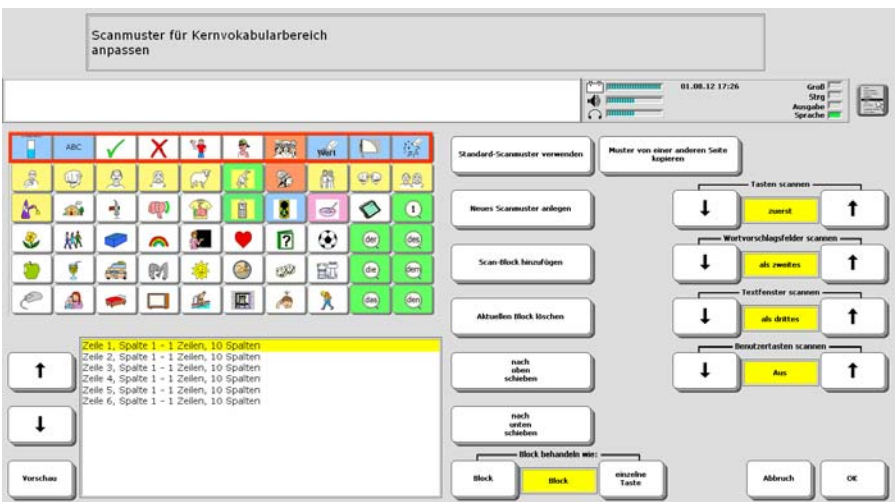 Scanmuster für Kernvokabularbereich
anpassen
01.08.12 17:26
Groß
Strg
Ausgabe
Sprache
ABC
Wort
1
der
des
die
dem
das
den
Standard-Scanmuster verwenden
Muster von einer anderen Seite
kopieren
Neues Scanmuster anlegen
Scan-Block hinzufügen
Aktuellen Block löschen
nach
oben
schieben
nach
unten
schieben
Block behandeln wie:
Block
Block
einzelne
Taste
Tasten scannen
zuerst
Wortvorschlagsfelder scannen
als zweites
Textfenster scannen
als drittes
Benutzertasten scannen
Aus
Zeile 1, Spalte 1 - 1 Zeilen, 10 Spalten
Zeile 2, Spalte 1 - 1 Zeilen, 10 Spalten
Zeile 3, Spalte 1 - 1 Zeilen, 10 Spalten
Zeile 4, Spalte 1 - 1 Zeilen, 10 Spalten
Zeile 5, Spalte 1 - 1 Zeilen, 10 Spalten
Zeile 6, Spalte 1 - 1 Zeilen, 10 Spalten
Vorschau
Abbruch
OK